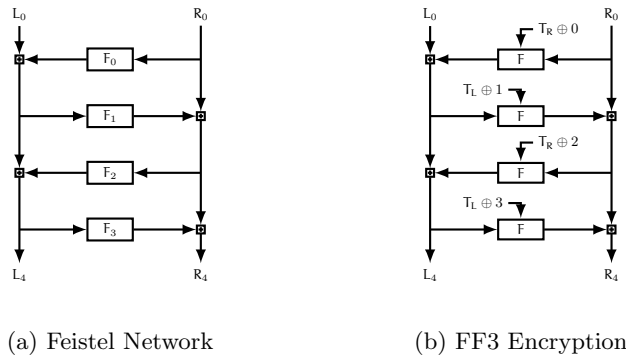 L₀ R₀ L₀ R₀
T_R ⊕ 0
F₀ F
T_L ⊕ 1
F₁ F
T_R ⊕ 2
F₂ F
T_L ⊕ 3
F₃ F
L₄ R₄ L₄ R₄
(a) Feistel Network (b) FF3 Encryption